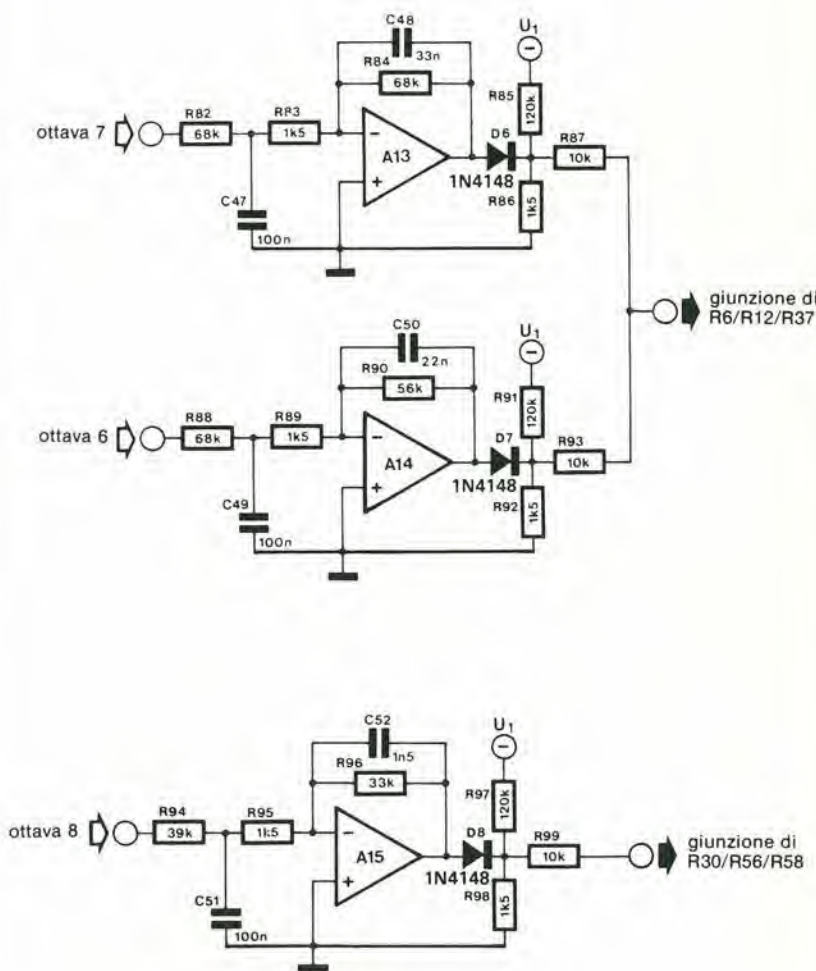 C48
33n
R84
68k
U1
R85
120k
ottava 7
R82
68k
R83
1k5
A13
D6
1N4148
R87
10k
R86
1k5
C47
100n
giunzione di
R6/R12/R37
C50
22n
R90
56k
U1
R91
120k
ottava 6
R88
68k
R89
1k5
A14
D7
1N4148
R93
10k
R92
1k5
C49
100n
C52
1n5
R96
33k
U1
R97
120k
ottava 8
R94
39k
R95
1k5
A15
D8
1N4148
R99
10k
giunzione di
R30/R56/R58
R98
1k5
C51
100n